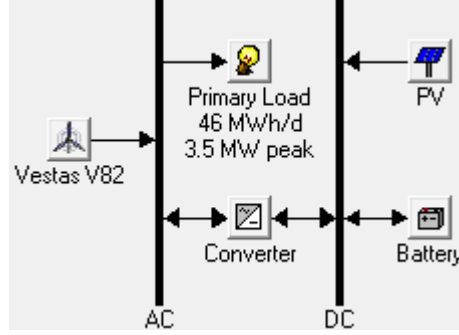 Primary Load
46 MWh/d
3.5 MW peak
PV
Vestas V82
Converter
Battery
AC
DC